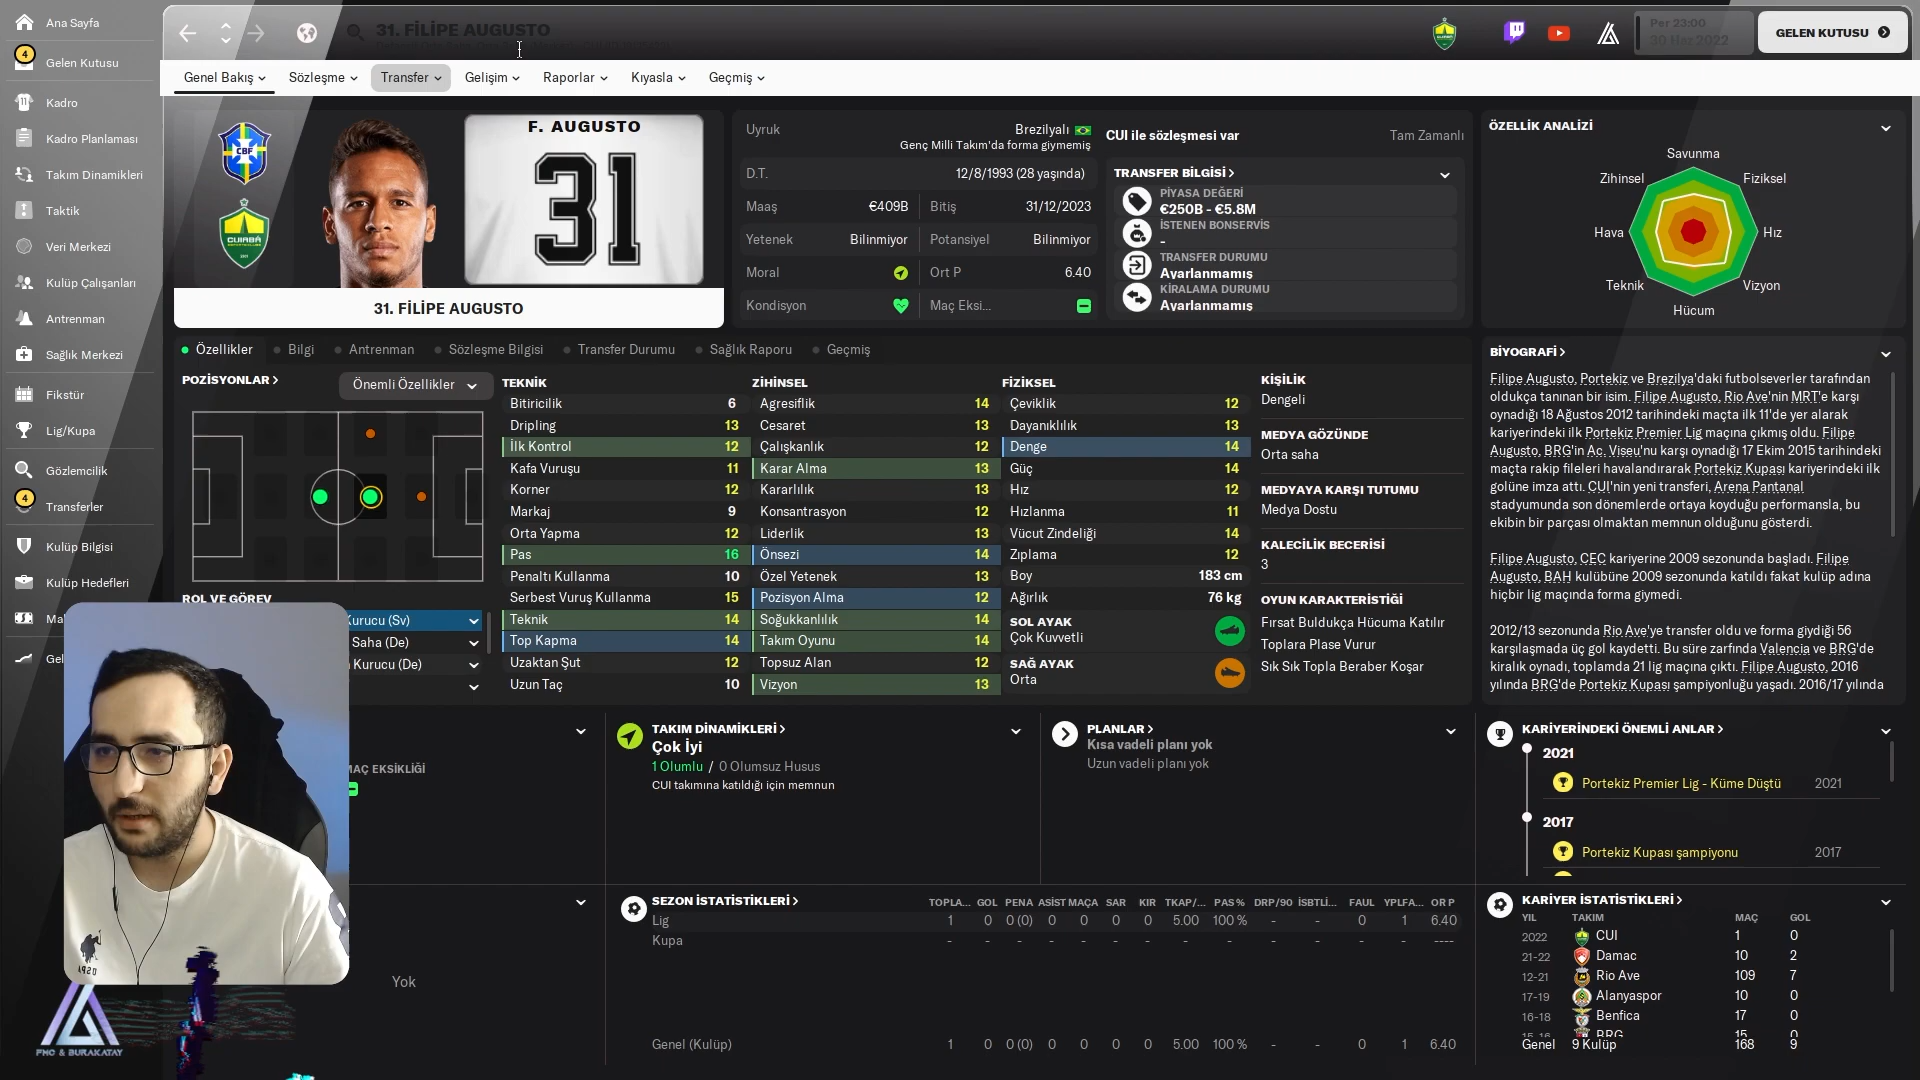 Ana Sayfa
4
Gelen Kutusu
Kadro
Kadro Planlaması
Takım Dinamikleri
Taktik
Veri Merkezi
Kulüp Çalışanları
Antrenman
Sağlık Merkezi
Fikstür
Lig/Kupa
Gözlemcilik
4
Transferler
Kulüp Bilgisi
Kulüp Hedefleri
31. FİLİPE AUGUSTO
Per 23:00
30 Haz 2022
GELEN KUTUSU
Genel Bakış
Sözleşme
Transfer
Gelişim
Raporlar
Kıyasla
Geçmiş
CBF
CUIABÁ
F. AUGUSTO
31
31. FİLİPE AUGUSTO
Uyruk
Brezilyalı
Genç Milli Takım'da forma giymemiş
D.T.
12/8/1993 (28 yaşında)
Maaş €409B
Bitiş 31/12/2023
Yetenek Bilinmiyor
Potansiyel Bilinmiyor
Moral
Ort P 6.40
Kondisyon
Maç Eksi...
CUI ile sözleşmesi var
Tam Zamanlı
TRANSFER BİLGİSİ
PİYASA DEĞERİ
€250B - €5.8M
İSTENEN BONSERVİS
-
TRANSFER DURUMU
Ayarlanmamış
KİRALAMA DURUMU
Ayarlanmamış
ÖZELLİK ANALİZİ
Savunma
Zihinsel
Fiziksel
Hava
Hız
Teknik
Vizyon
Hücum
Özellikler
Bilgi
Antrenman
Sözleşme Bilgisi
Transfer Durumu
Sağlık Raporu
Geçmiş
POZİSYONLAR
Önemli Özellikler
ROL VE GÖREV
Kurucu (Sv)
Saha (De)
Kurucu (De)
TEKNİK
Bitiricilik 6
Dripling 13
İlk Kontrol 12
Kafa Vuruşu 11
Korner 12
Markaj 9
Orta Yapma 12
Pas 16
Penaltı Kullanma 10
Serbest Vuruş Kullanma 15
Teknik 14
Top Kapma 14
Uzaktan Şut 12
Uzun Taç 10
ZİHİNSEL
Agresiflik 14
Cesaret 13
Çalışkanlık 12
Karar Alma 13
Kararlılık 13
Konsantrasyon 12
Liderlik 13
Önsezi 14
Özel Yetenek 13
Pozisyon Alma 12
Soğukkanlılık 14
Takım Oyunu 14
Topsuz Alan 12
Vizyon 13
FİZİKSEL
Çeviklik 12
Dayanıklılık 13
Denge 14
Güç 14
Hız 12
Hızlanma 11
Vücut Zindeliği 14
Zıplama 12
Boy 183 cm
Ağırlık 76 kg
SOL AYAK
Çok Kuvvetli
SAĞ AYAK
Orta
KİŞİLİK
Dengeli
MEDYA GÖZÜNDE
Orta saha
MEDYAYA KARŞI TUTUMU
Medya Dostu
KALECİLİK BECERİSİ
3
OYUN KARAKTERİSTİĞİ
Fırsat Buldukça Hücuma Katılır
Toplara Plase Vurur
Sık Sık Topla Beraber Koşar
BİYOGRAFİ
Filipe Augusto, Portekiz ve Brezilya'daki futbolseverler tarafından
oldukça tanınan bir isim. Filipe Augusto, Rio Ave'nin MRT'e karşı
oynadığı 18 Ağustos 2012 tarihindeki maçta ilk 11'de yer alarak
kariyerindeki ilk Portekiz Premier Lig maçına çıkmış oldu. Filipe
Augusto, BRG'in Ac. Viseu'nu karşı oynadığı 17 Ekim 2015 tarihindeki
maçta rakip fileleri havalandırarak Portekiz Kupası kariyerindeki ilk
golüne imza attı. CUI'nin yeni transferi, Arena Pantanal
stadyumunda son dönemlerde ortaya koyduğu performansla, bu
ekibin bir parçası olmaktan memnun olduğunu gösterdi.
Filipe Augusto, CEC kariyerine 2009 sezonunda başladı. Filipe
Augusto, BAH kulübüne 2009 sezonunda katıldı fakat kulüp adına
hiçbir lig maçında forma giymedi.
2012/13 sezonunda Rio Ave'ye transfer oldu ve forma giydiği 56
karşılaşmada üç gol kaydetti. Bu süre zarfında Valencia ve BRG'de
kiralık oynadı, toplamda 21 lig maçına çıktı. Filipe Augusto, 2016
yılında BRG'de Portekiz Kupası şampiyonluğu yaşadı. 2016/17 yılında
MAÇ EKSİKLİĞİ
Yok
TAKIM DİNAMİKLERİ
Çok İyi
1 Olumlu / 0 Olumsuz Husus
CUI takımına katıldığı için memnun
PLANLAR
Kısa vadeli planı yok
Uzun vadeli planı yok
KARİYERİNDEKİ ÖNEMLİ ANLAR
2021
Portekiz Premier Lig - Küme Düştü 2021
2017
Portekiz Kupası şampiyonu 2017
SEZON İSTATİSTİKLERİ
TOPLA... GOL PENA ASİST MAÇA SAR KIR TKAP/... PAS % DRP/90 İSBTLİ... FAUL YPLFA... OR P
Lig 1 0 0 (0) 0 0 0 0 5.00 100 % - - 0 1 6.40
Kupa - - - - - - - - - - - - - ----
Genel (Kulüp) 1 0 0 (0) 0 0 0 0 5.00 100 % - - 0 1 6.40
KARİYER İSTATİSTİKLERİ
YIL TAKIM MAÇ GOL
2022 CUI 1 0
21-22 Damac 10 2
12-21 Rio Ave 109 7
17-19 Alanyaspor 10 0
16-18 Benfica 17 0
15-16 BRG 15 0
Genel 9 Kulüp 168 9
FMC & BURAKATAY